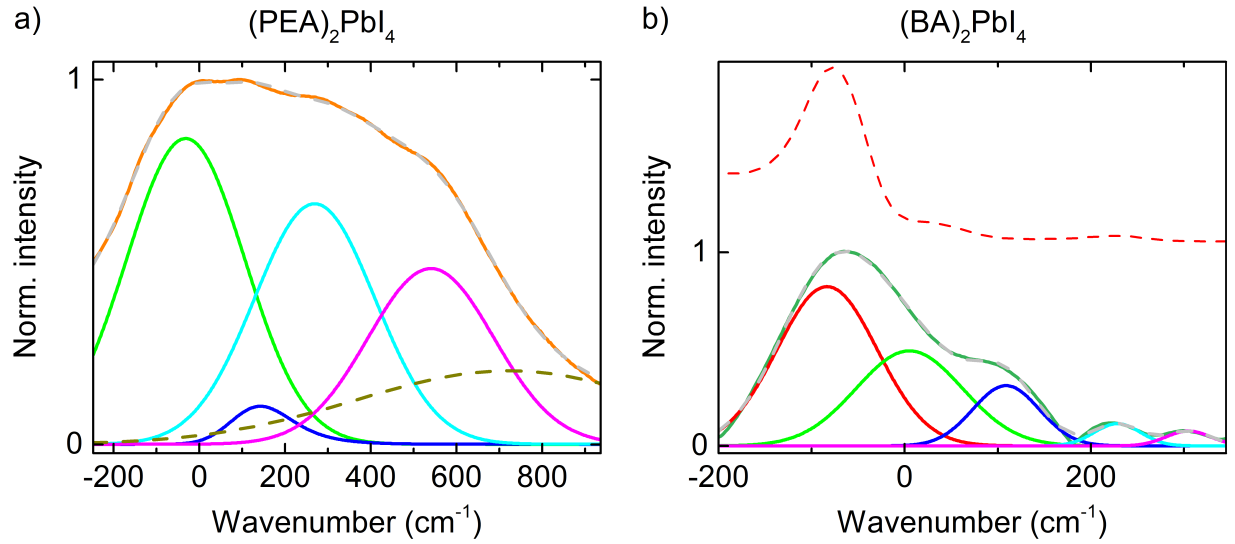 a) (PEA)₂PbI₄
1
0
Norm. intensity
-200 0 200 400 600 800
Wavenumber (cm⁻¹)
b) (BA)₂PbI₄
1
0
Norm. intensity
-200 0 200
Wavenumber (cm⁻¹)